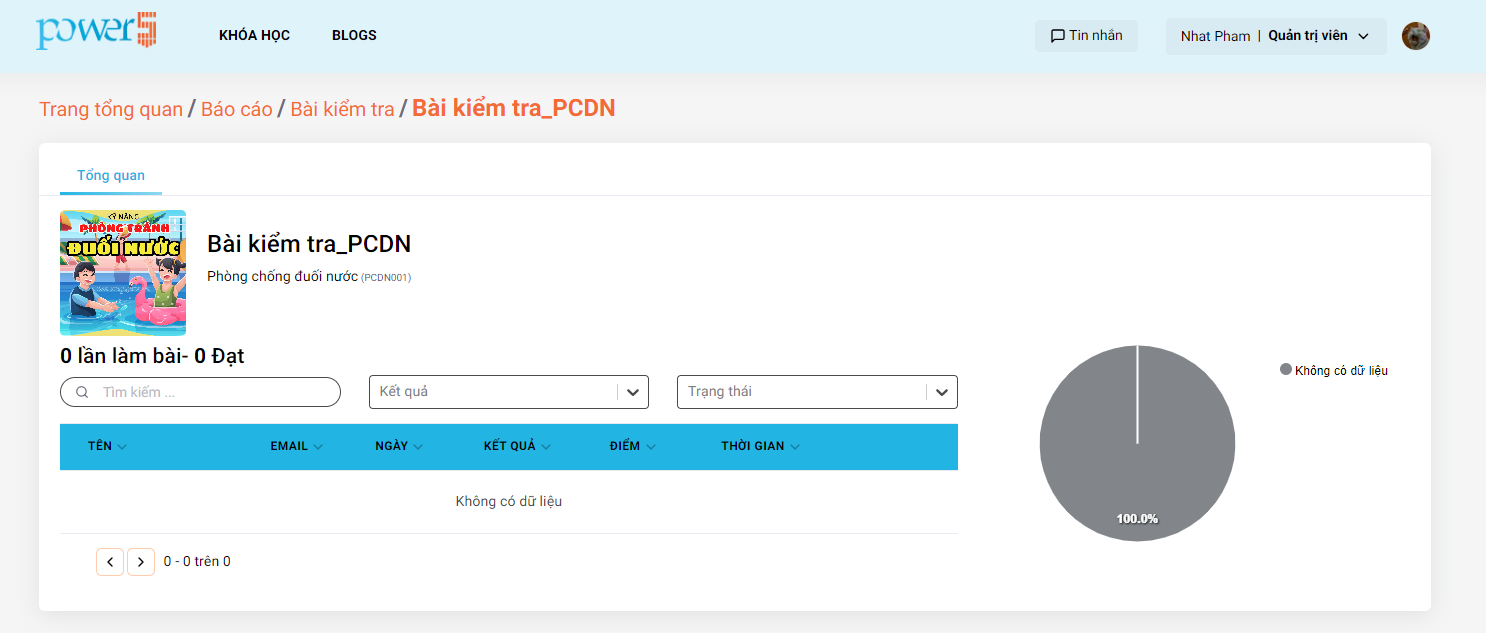 power5
KHÓA HỌC
BLOGS
Tin nhắn
Nhat Pham | Quản trị viên
Trang tổng quan / Báo cáo / Bài kiểm tra / Bài kiểm tra_PCDN
Tổng quan
KỸ NĂNG
PHÒNG TRÁNH
ĐUỐI NƯỚC
Bài kiểm tra_PCDN
Phòng chống đuối nước (PCDN001)
0 lần làm bài- 0 Đạt
Tìm kiếm ...
Kết quả
Trạng thái
TÊN EMAIL NGÀY KẾT QUẢ ĐIỂM THỜI GIAN
Không có dữ liệu
0 - 0 trên 0
Không có dữ liệu
100.0%